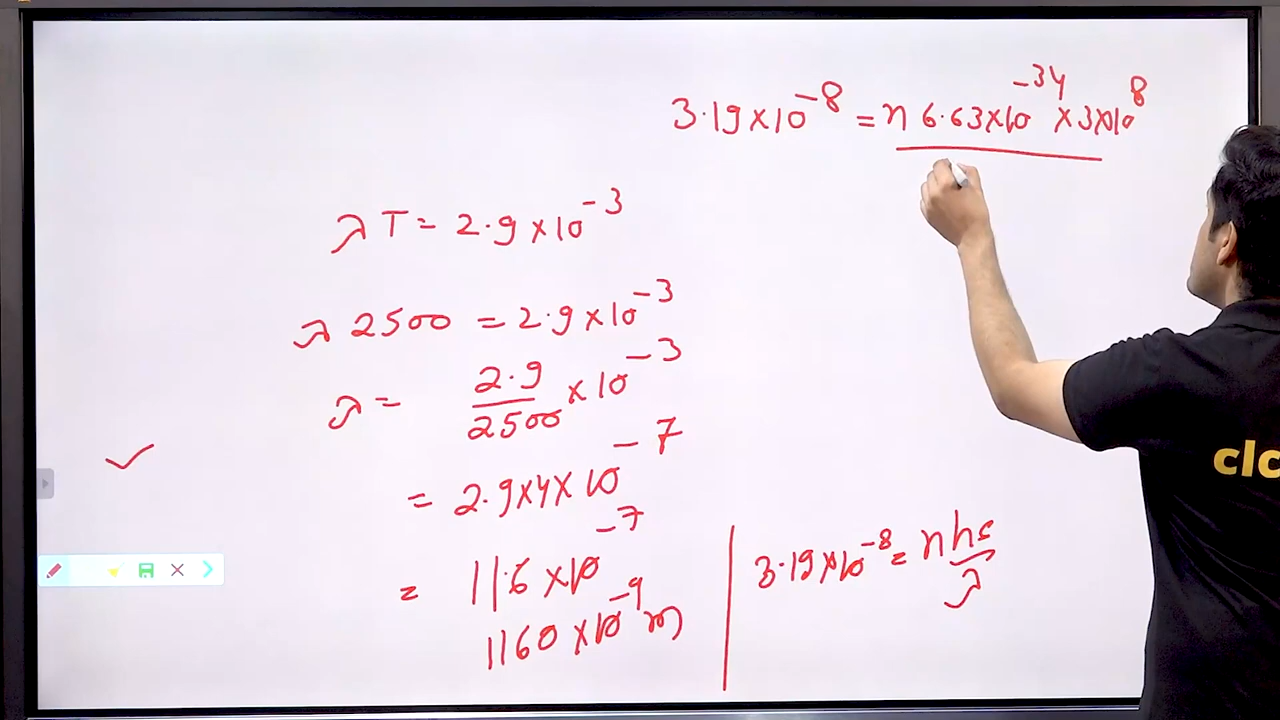 3.19×10⁻⁸ = n 6.63×10⁻³⁴ ×3×10⁸
λT = 2.9×10⁻³
λ 2500 = 2.9×10⁻³
λ = 2.9/2500 ×10⁻³
= 2.9×4×10⁻⁷
= 11.6×10⁻⁷
1160×10⁻⁹ m
3.19×10⁻⁸ = nhc/λ
clc